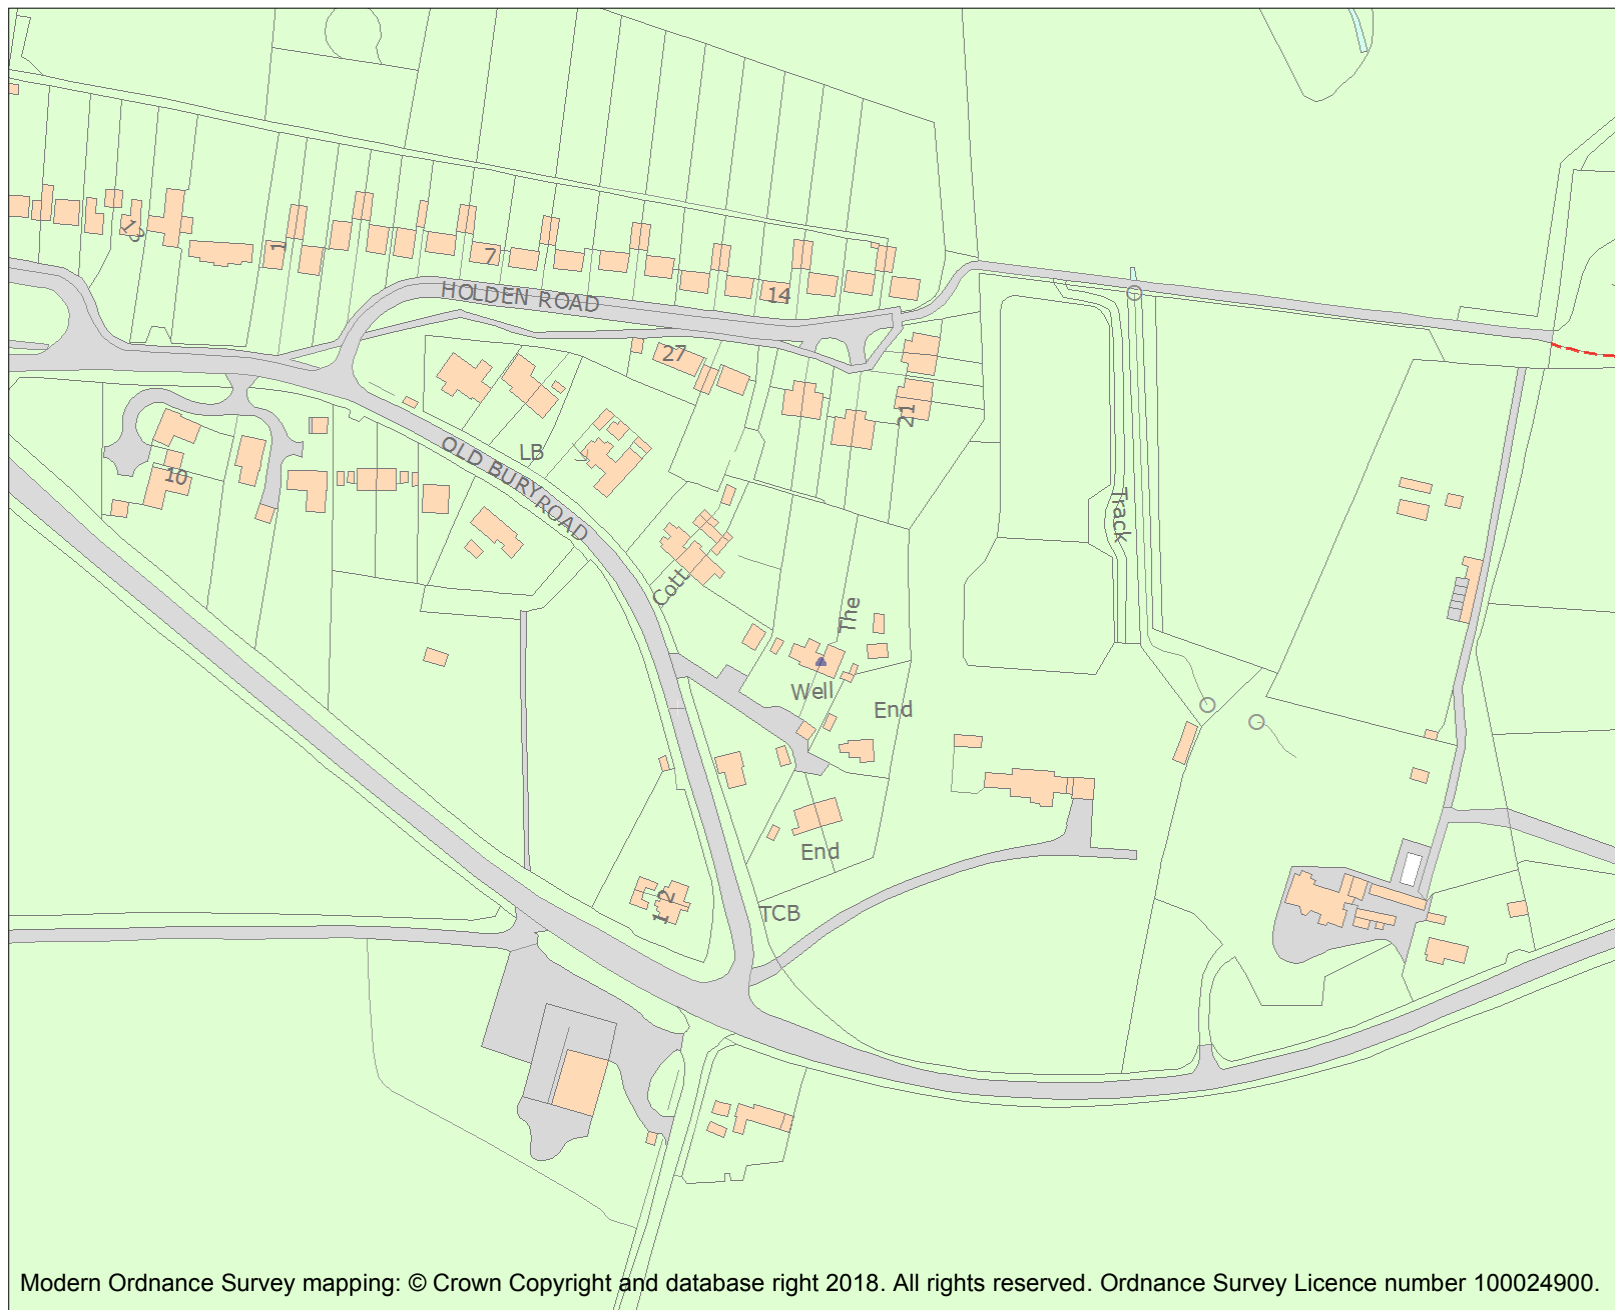 13
1
7
HOLDEN ROAD
14
27
21
LB
OLD BURY ROAD
10
Track
Cott
The
Well
End
End
1 2
TCB
Modern Ordnance Survey mapping: © Crown Copyright and database right 2018. All rights reserved. Ordnance Survey Licence number 100024900.